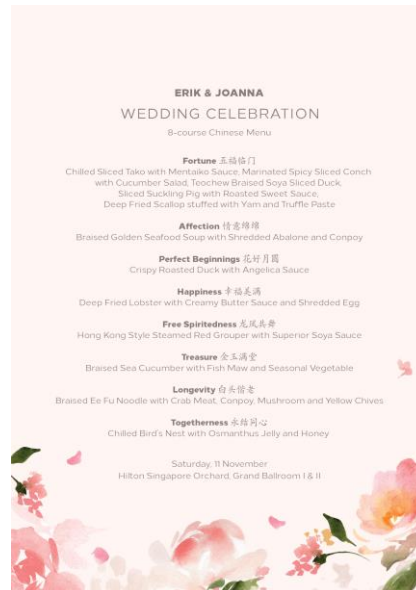 ERIK & JOANNA
WEDDING CELEBRATION
8-course Chinese Menu
Fortune 五福临门
Chilled Sliced Tako with Mentaiko Sauce, Marinated Spicy Sliced Conch
with Cucumber Salad, Teochew Braised Soya Sliced Duck,
Sliced Suckling Pig with Roasted Sweet Sauce,
Deep Fried Scallop stuffed with Yam and Truffle Paste
Affection 情意绵绵
Braised Golden Seafood Soup with Shredded Abalone and Conpoy
Perfect Beginnings 花好月圆
Crispy Roasted Duck with Angelica Sauce
Happiness 幸福美满
Deep Fried Lobster with Creamy Butter Sauce and Shredded Egg
Free Spiritedness 龙凤共舞
Hong Kong Style Steamed Red Grouper with Superior Soya Sauce
Treasure 金玉满堂
Braised Sea Cucumber with Fish Maw and Seasonal Vegetable
Longevity 白头偕老
Braised Ee Fu Noodle with Crab Meat, Conpoy, Mushroom and Yellow Chives
Togetherness 永结同心
Chilled Bird's Nest with Osmanthus Jelly and Honey
Saturday, 11 November
Hilton Singapore Orchard, Grand Ballroom I & II